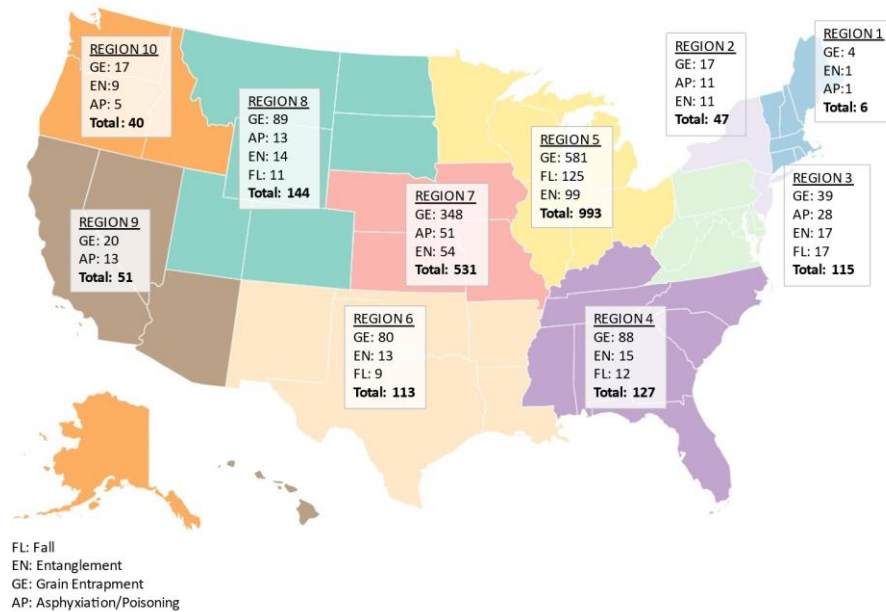 REGION 10
GE: 17
EN:9
AP: 5
Total: 40
REGION 8
GE: 89
AP: 13
EN: 14
FL: 11
Total: 144
REGION 9
GE: 20
AP: 13
Total: 51
REGION 7
GE: 348
AP: 51
EN: 54
Total: 531
REGION 6
GE: 80
EN: 13
FL: 9
Total: 113
REGION 5
GE: 581
FL: 125
EN: 99
Total: 993
REGION 4
GE: 88
EN: 15
FL: 12
Total: 127
REGION 2
GE: 17
AP: 11
EN: 11
Total: 47
REGION 1
GE: 4
EN:1
AP:1
Total: 6
REGION 3
GE: 39
AP: 28
EN: 17
FL: 17
Total: 115
FL: Fall
EN: Entanglement
GE: Grain Entrapment
AP: Asphyxiation/Poisoning